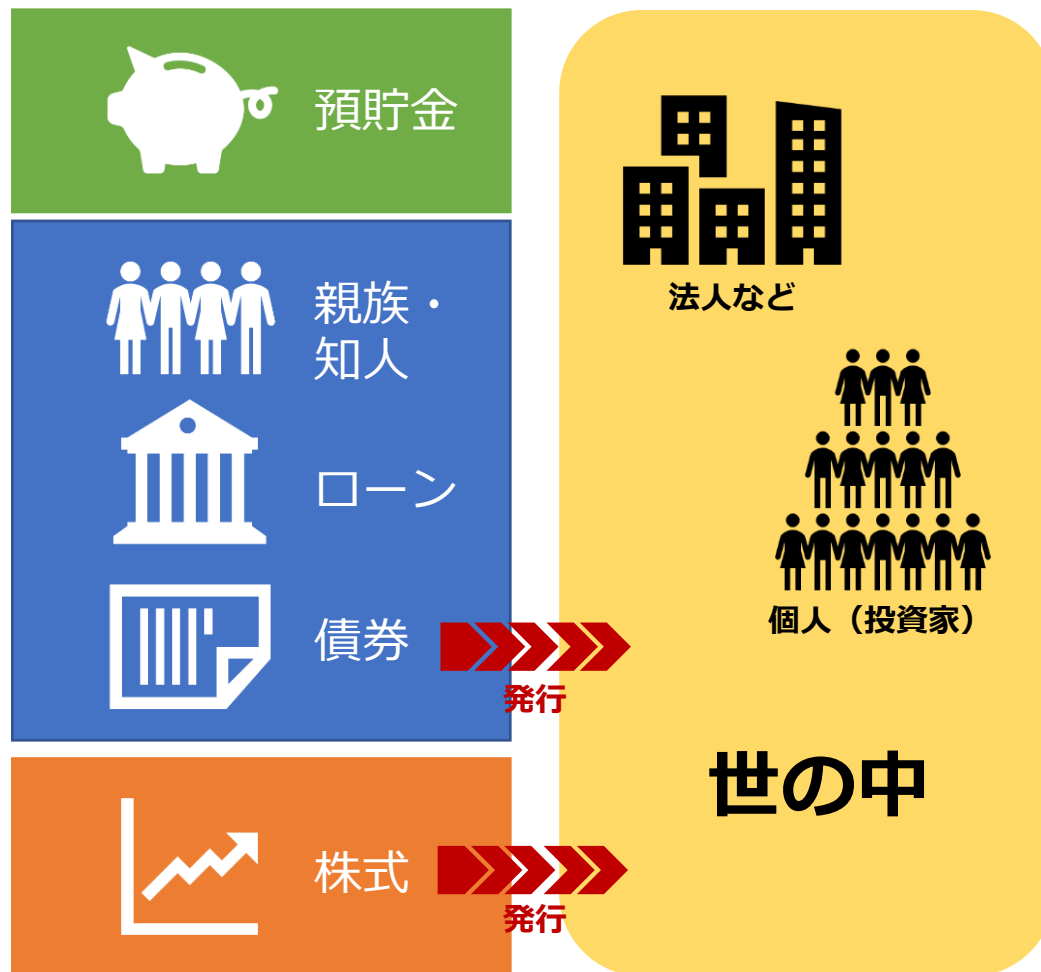 預貯金
親族・
知人
ローン
債券
発行
株式
発行
法人など
個人（投資家）
世の中